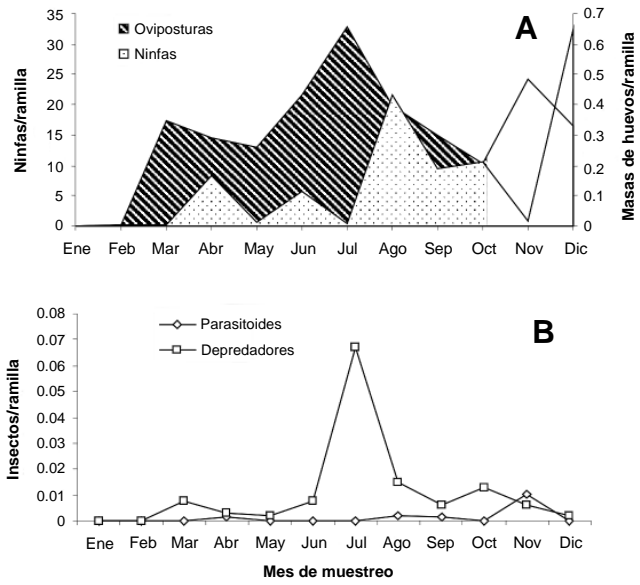 A
Oviposturas
Ninfas
Ninfas/ramilla
35
30
25
20
15
10
5
0
Masas de huevos/ramilla
0.7
0.6
0.5
0.4
0.3
0.2
0.1
0
Ene Feb Mar Abr May Jun Jul Ago Sep Oct Nov Dic
B
Parasitoides
Depredadores
Insectos/ramilla
0.08
0.07
0.06
0.05
0.04
0.03
0.02
0.01
0
Ene Feb Mar Abr May Jun Jul Ago Sep Oct Nov Dic
Mes de muestreo